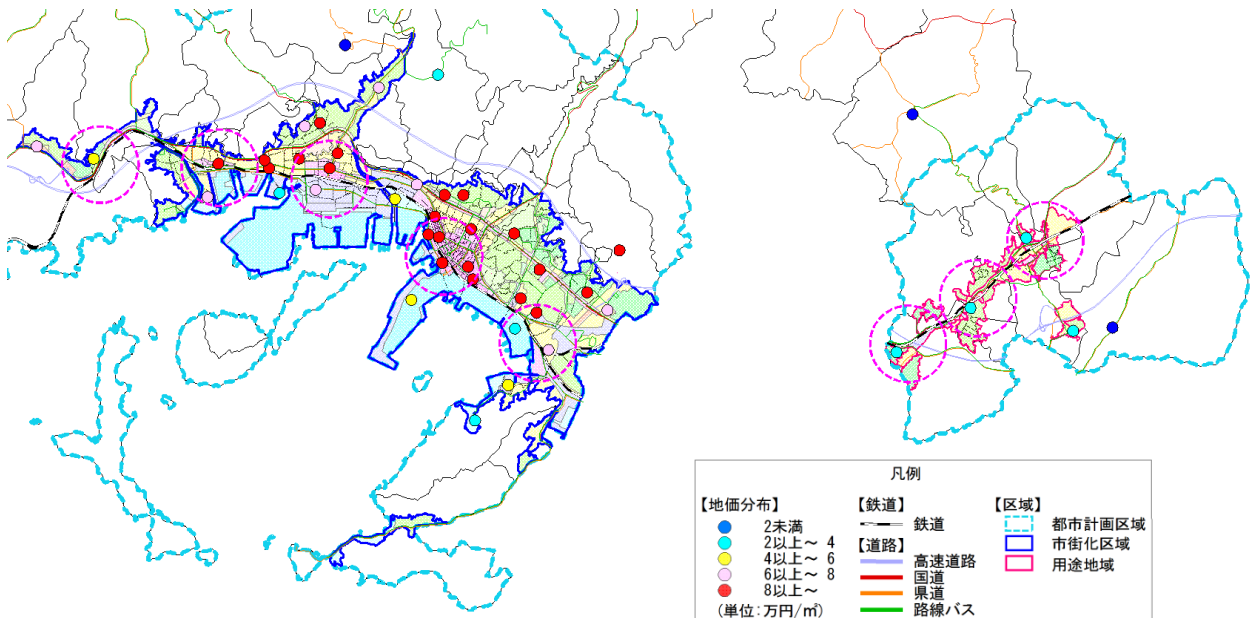 凡例
【地価分布】
2未満
2以上～ 4
4以上～ 6
6以上～ 8
8以上～
(単位:万円/㎡)
【鉄道】
鉄道
【道路】
高速道路
国道
県道
路線バス
【区域】
都市計画区域
市街化区域
用途地域